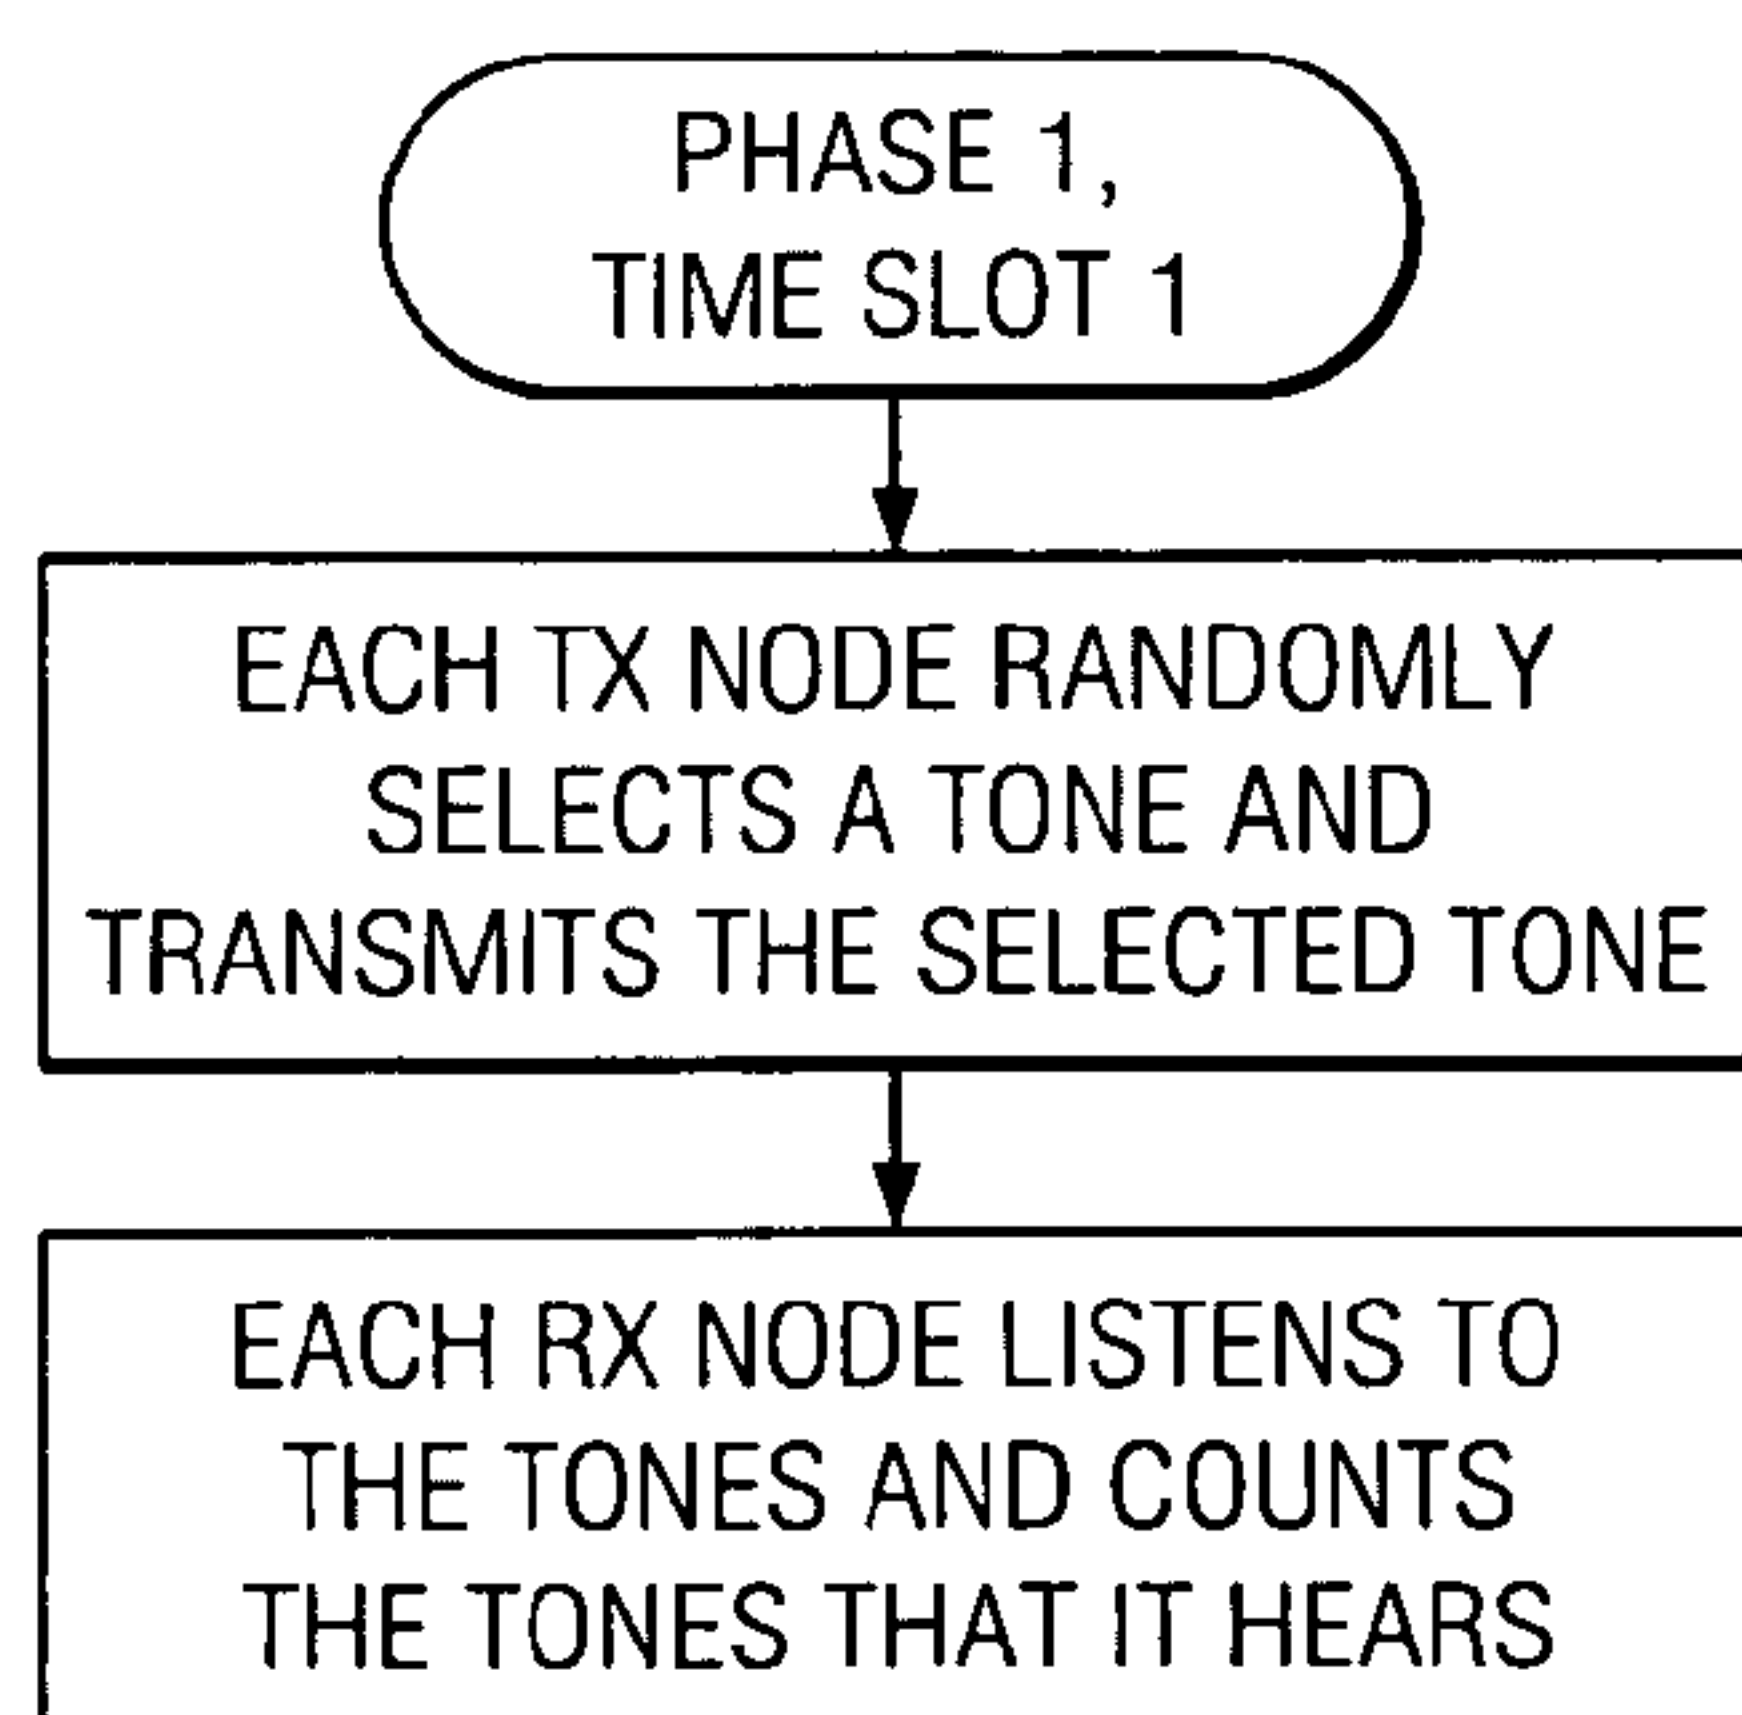 PHASE 1,
TIME SLOT 1
EACH TX NODE RANDOMLY
SELECTS A TONE AND
TRANSMITS THE SELECTED TONE
EACH RX NODE LISTENS TO
THE TONES AND COUNTS
THE TONES THAT IT HEARS